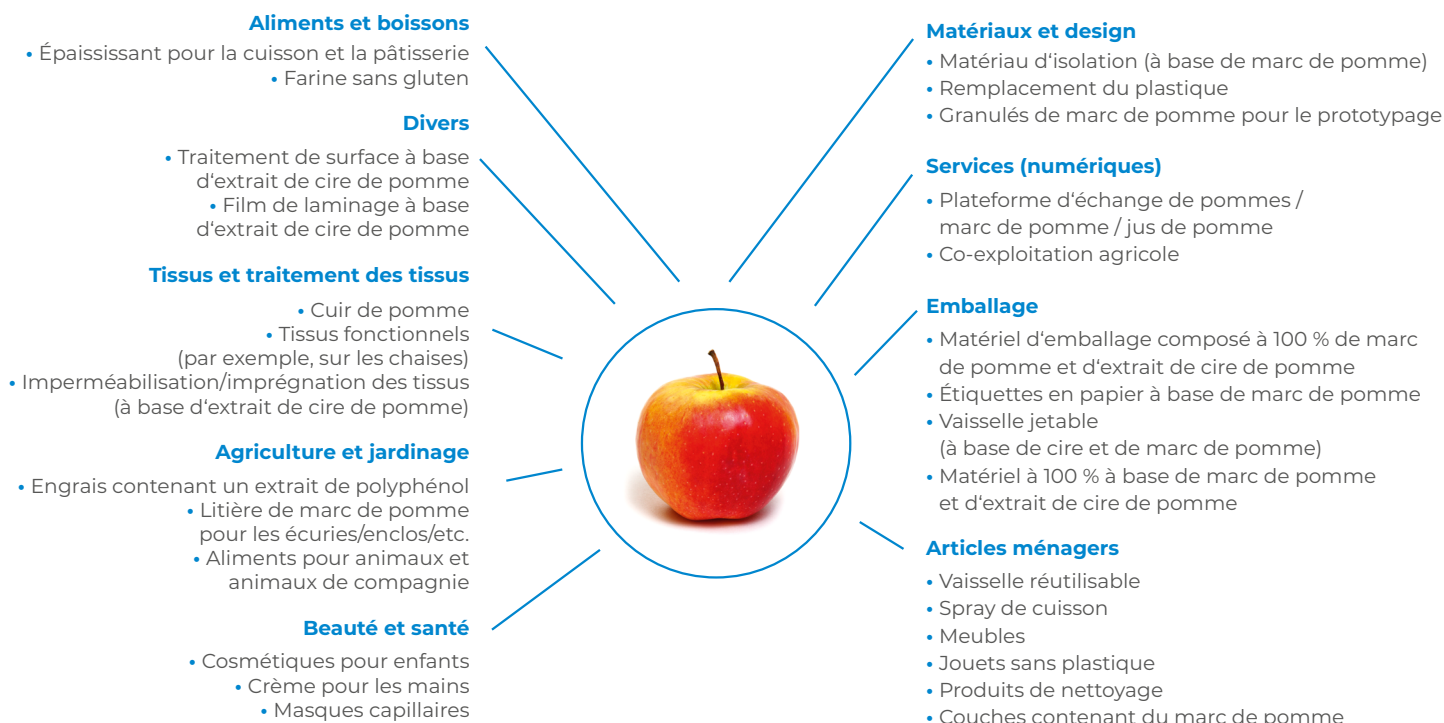 Aliments et boissons
• Épaississant pour la cuisson et la pâtisserie
• Farine sans gluten
Divers
• Traitement de surface à base
d‘extrait de cire de pomme
• Film de laminage à base
d‘extrait de cire de pomme
Tissus et traitement des tissus
• Cuir de pomme
• Tissus fonctionnels
(par exemple, sur les chaises)
• Imperméabilisation/imprégnation des tissus
(à base d‘extrait de cire de pomme)
Agriculture et jardinage
• Engrais contenant un extrait de polyphénol
• Litière de marc de pomme
pour les écuries/enclos/etc.
• Aliments pour animaux et
animaux de compagnie
Beauté et santé
• Cosmétiques pour enfants
• Crème pour les mains
• Masques capillaires
Matériaux et design
• Matériau d‘isolation (à base de marc de pomme)
• Remplacement du plastique
• Granulés de marc de pomme pour le prototypage
Services (numériques)
• Plateforme d‘échange de pommes /
marc de pomme / jus de pomme
• Co-exploitation agricole
Emballage
• Matériel d‘emballage composé à 100 % de marc
de pomme et d‘extrait de cire de pomme
• Étiquettes en papier à base de marc de pomme
• Vaisselle jetable
(à base de cire et de marc de pomme)
• Matériel à 100 % à base de marc de pomme
et d‘extrait de cire de pomme
Articles ménagers
• Vaisselle réutilisable
• Spray de cuisson
• Meubles
• Jouets sans plastique
• Produits de nettoyage
• Couches contenant du marc de pomme